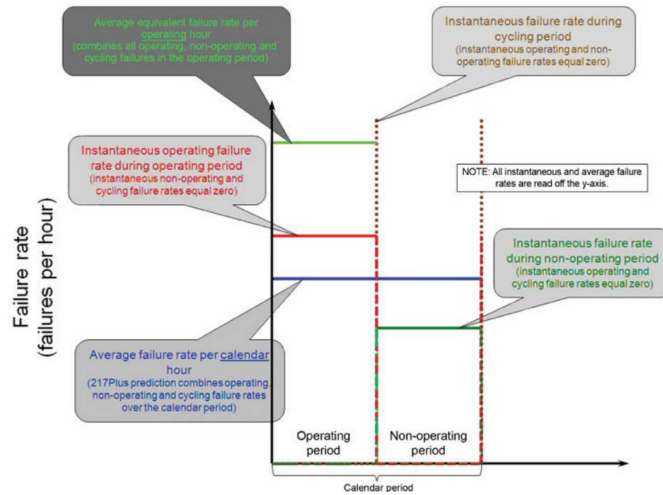 Average equivalent failure rate per
operating hour
(combines all operating, non-operating and
cycling failures in the operating period)
Instantaneous failure rate during
cycling period
(instantaneous operating and non-
operating failure rates equal zero)
Instantaneous operating failure
rate during operating period
(instantaneous non-operating and
cycling failure rates equal zero)
NOTE: All instantaneous and average failure
rates are read off the y-axis.
Instantaneous failure rate
during non-operating period
(instantaneous operating and
cycling failure rates equal zero)
Failure rate
(failures per hour)
Average failure rate per calendar
hour
(217Plus prediction combines operating,
non-operating and cycling failure rates
over the calendar period)
Operating
period
Non-operating
period
Calendar period